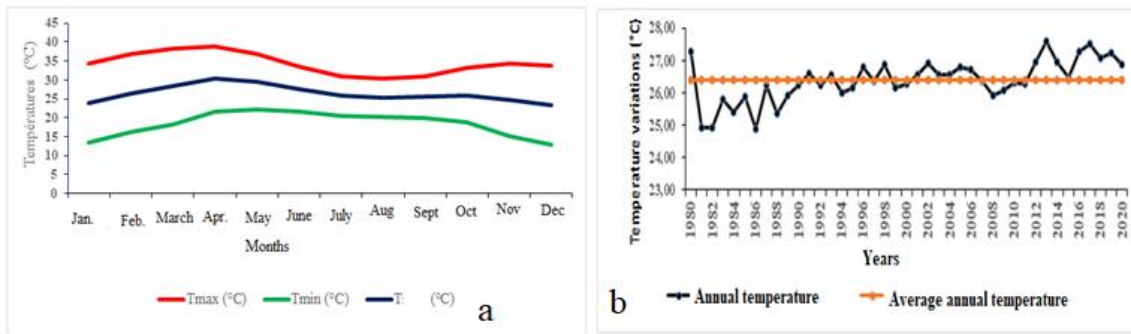 Températures (°C)
45
40
35
30
25
20
15
10
5
0
Jan. Feb. March Apr. May June July Aug Sept Oct Nov Dec
Months
Tmax (°C) Tmin (°C) T: (°C)
a
Temperature variations (°C)
28,00
27,00
26,00
25,00
24,00
23,00
1980 1982 1984 1986 1988 1990 1992 1994 1996 1998 2000 2002 2004 2006 2008 2010 2012 2014 2016 2018 2020
Years
b
Annual temperature Average annual temperature